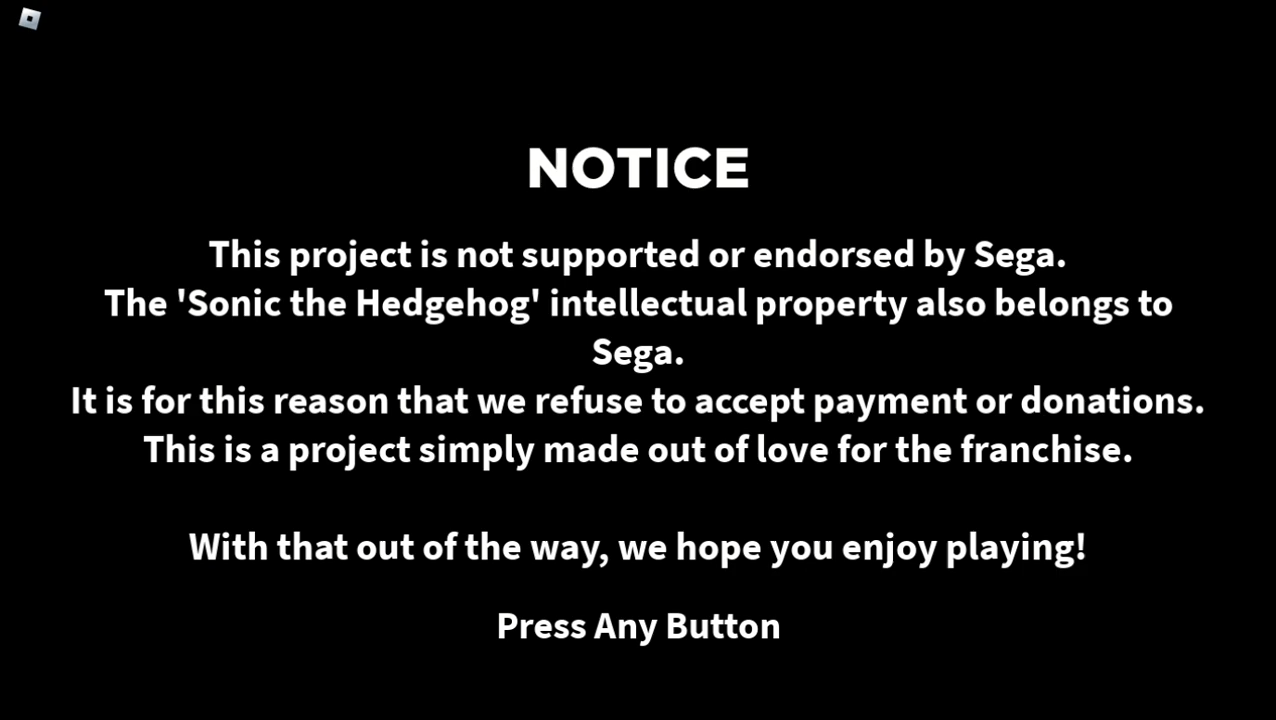 NOTICE
This project is not supported or endorsed by Sega.
The 'Sonic the Hedgehog' intellectual property also belongs to
Sega.
It is for this reason that we refuse to accept payment or donations.
This is a project simply made out of love for the franchise.
With that out of the way, we hope you enjoy playing!
Press Any Button